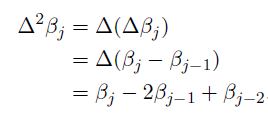 Δ²βⱼ = Δ(Δβⱼ)
= Δ(βⱼ − βⱼ₋₁)
= βⱼ − 2βⱼ₋₁ + βⱼ₋₂.